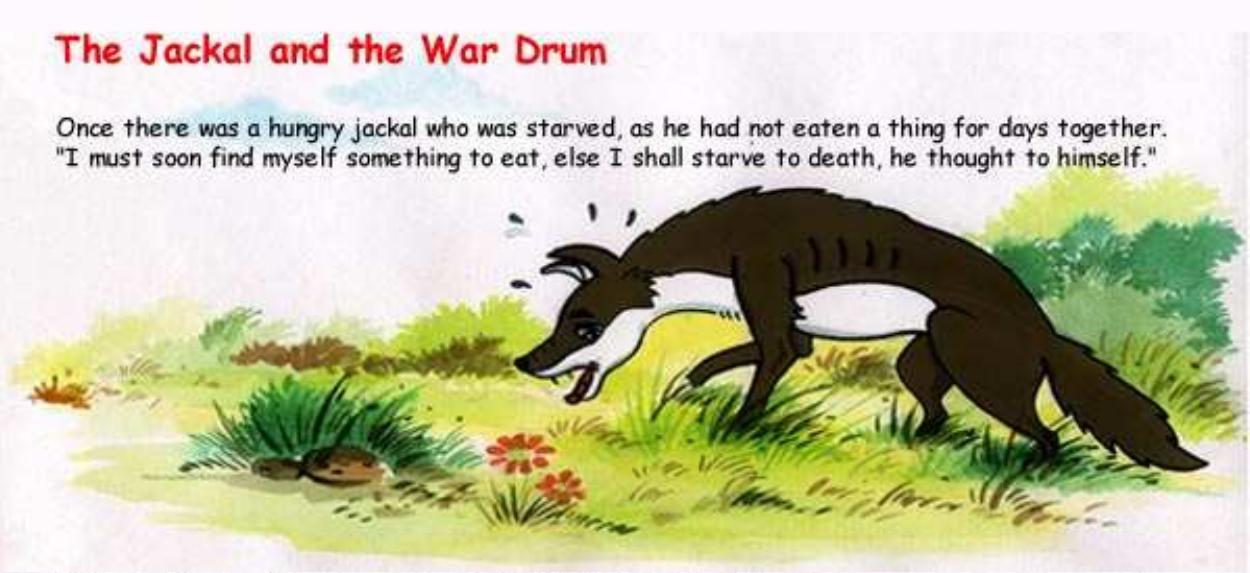 The Jackal and the War Drum
Once there was a hungry jackal who was starved, as he had not eaten a thing for days together.
"I must soon find myself something to eat, else I shall starve to death, he thought to himself."